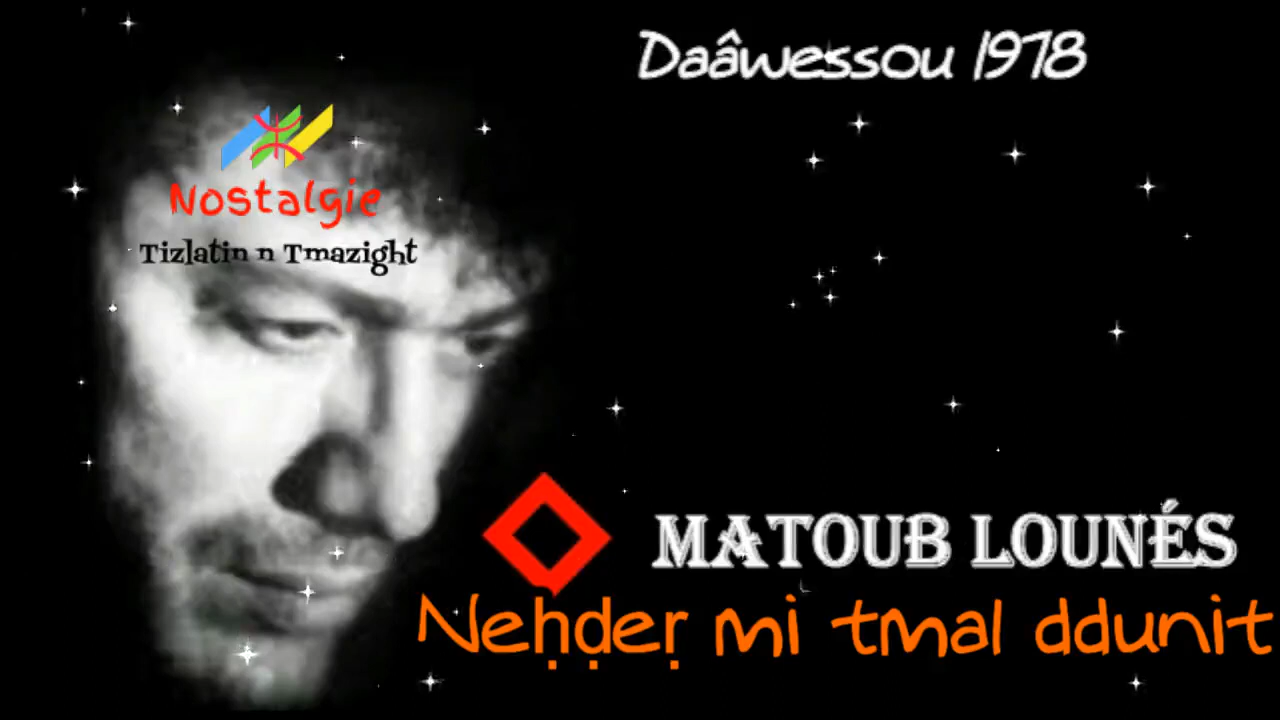 Daâwessou 1978
Nostalgie
Tizlatin n Tmazight
MATOUB LOUNÉS
Neḥḍeṛ mi tmal ddunit